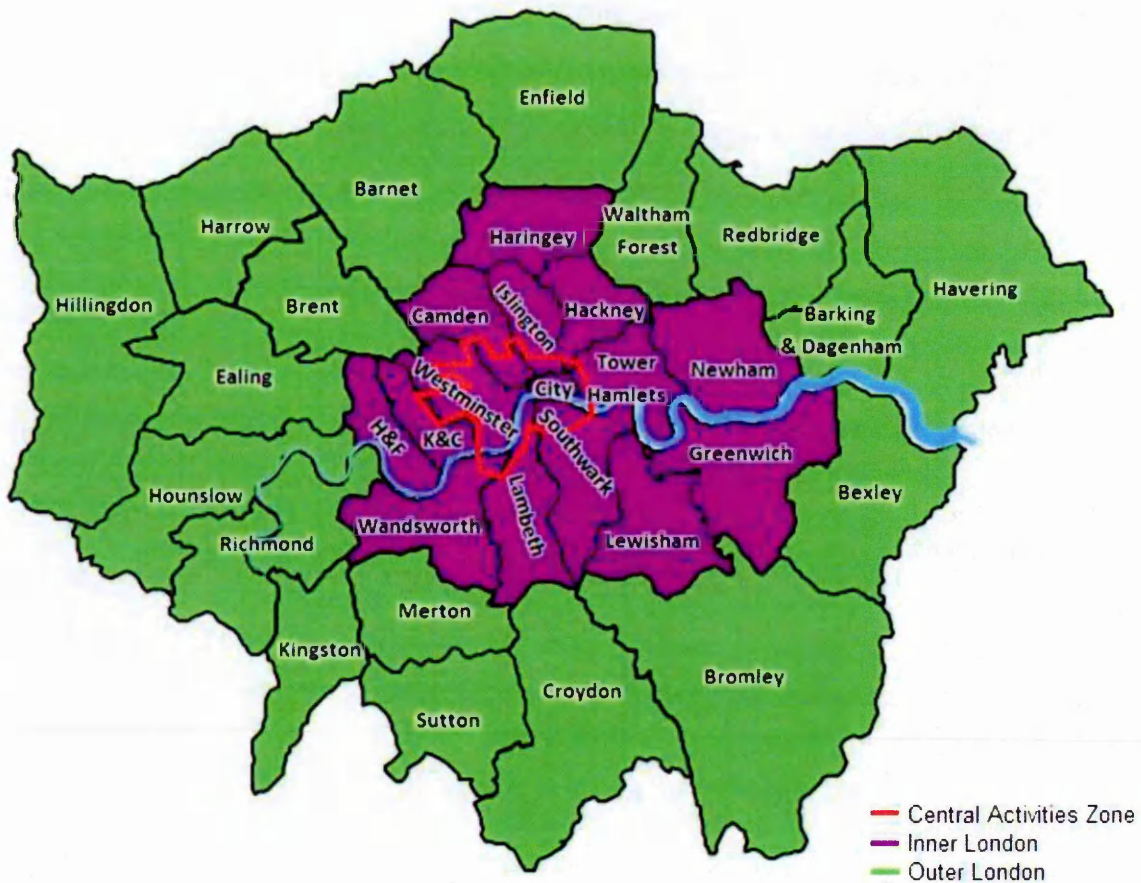 Enfield
Barnet
Harrow
Haringey
Waltham
Forest
Redbridge
Havering
Hillingdon
Brent
Camden
Islington
Hackney
Barking
& Dagenham
Ealing
Westminster
City
Tower
Hamlets
Newham
H&F
K&C
Southwark
Greenwich
Hounslow
Richmond
Wandsworth
Lambeth
Lewisham
Bexley
Merton
Kingston
Sutton
Croydon
Bromley
Central Activities Zone
Inner London
Outer London